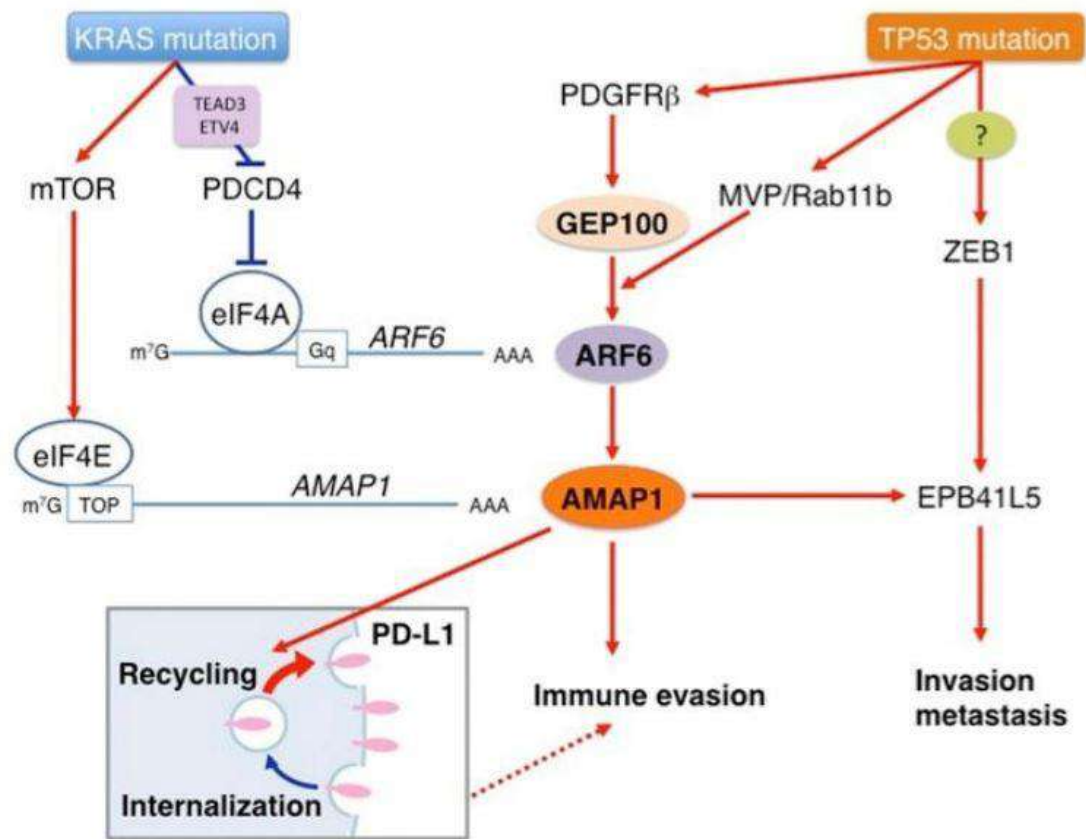 KRAS mutation
TP53 mutation
TEAD3
ETV4
PDGFRβ
?
mTOR
PDCD4
MVP/Rab11b
GEP100
ZEB1
eIF4A
m⁷G
Gq
ARF6
AAA
ARF6
eIF4E
m⁷G
TOP
AMAP1
AAA
AMAP1
EPB41L5
PD-L1
Recycling
Internalization
Immune evasion
Invasion
metastasis